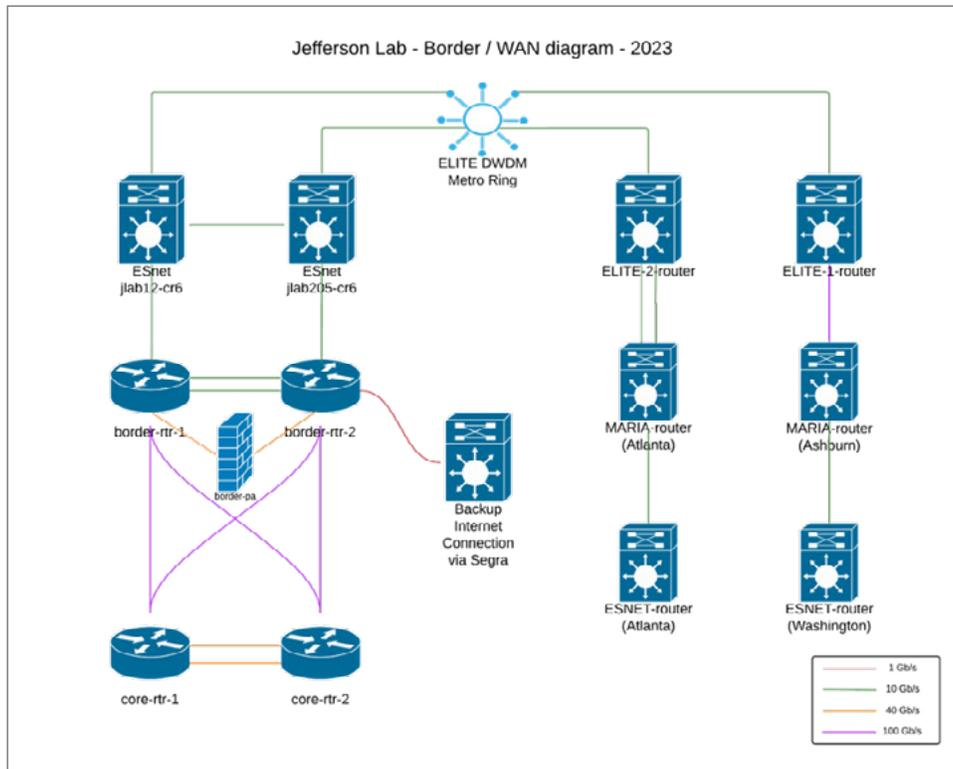 Jefferson Lab - Border / WAN diagram - 2023
ELITE DWDM
Metro Ring
ESnet
jlab12-cr6
ESnet
jlab205-cr6
ELITE-2-router
ELITE-1-router
border-rtr-1
border-rtr-2
border-pa
MARIA-router
(Atlanta)
MARIA-router
(Ashburn)
Backup
Internet
Connection
via Segra
ESNET-router
(Atlanta)
ESNET-router
(Washington)
core-rtr-1
core-rtr-2
1 Gb/s
10 Gb/s
40 Gb/s
100 Gb/s